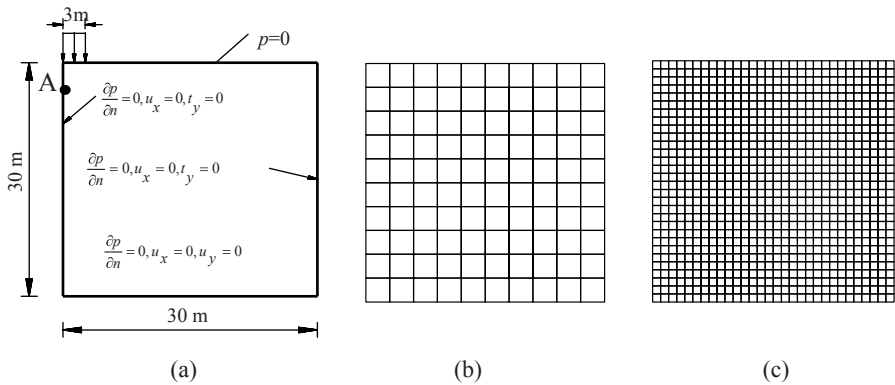 3m
p=0
A
∂p/∂n = 0, u_x = 0, t_y = 0
∂p/∂n = 0, u_x = 0, t_y = 0
30 m
∂p/∂n = 0, u_x = 0, u_y = 0
30 m
(a)
(b)
(c)